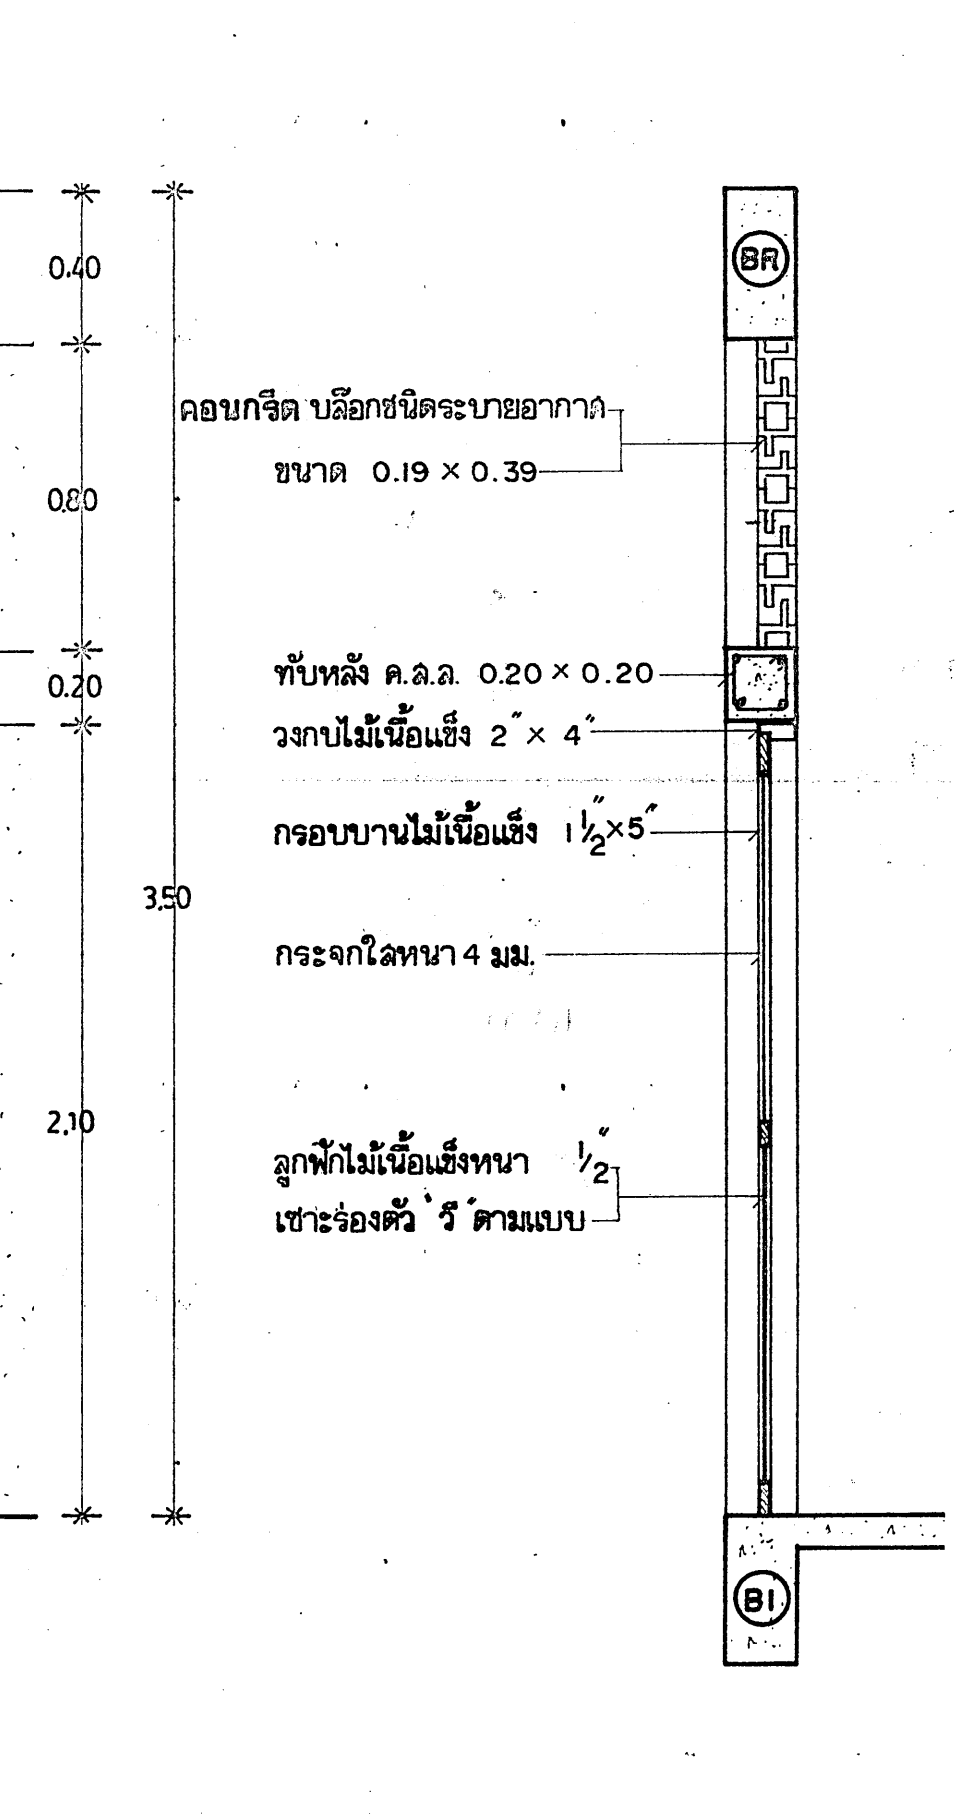 BR
0.40
คอนกรีต บล๊อกชนิดระบายอากาศ
ขนาด 0.19 × 0.39
0.80
ทับหลัง ค.ส.ล. 0.20 × 0.20
0.20
วงกบไม้เนื้อแข็ง 2" × 4"
กรอบบานไม้เนื้อแข็ง 1 1/2" × 5"
3.50
กระจกใสหนา 4 มม.
2.10
ลูกฟักไม้เนื้อแข็งหนา 1/2"
เซาะร่องตัว "วี" ตามแบบ
B1